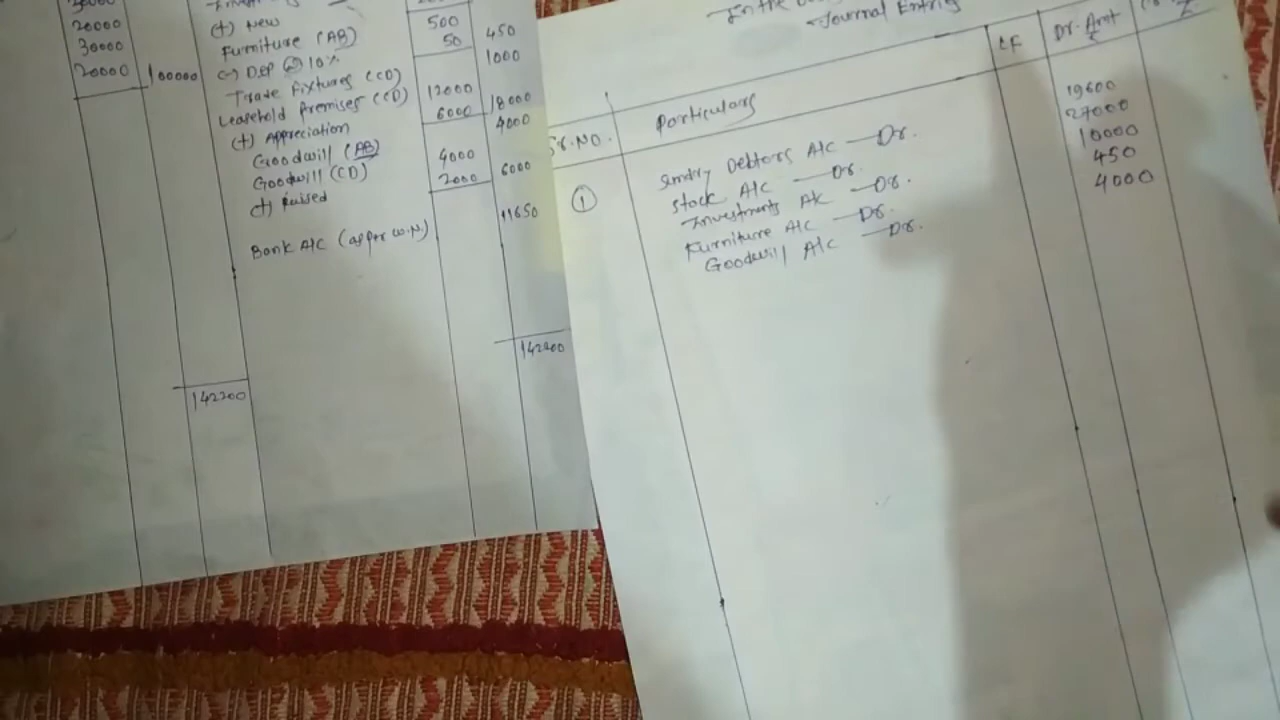 20000
30000
20000 100000
(+) New
Furniture (AB) 500
(-) Dep @ 10% 50 450
Trade Fixtures (CD) 1000
Leasehold Premises (CD) 12000
(+) Appreciation 6000 18000
Goodwill (AB) 4000
Goodwill (CD) 4000
(+) Raised 2000 6000
Bank A/c (as per W.N) 11650
142200
142200
In the
Journal Entries
Sr. No. Particulars LF Dr. Amt
① Sundry Debtors A/c — Dr. 19600
Stock A/c — Dr. 27000
Investments A/c — Dr. 10000
Furniture A/c — Dr. 450
Goodwill A/c — Dr. 4000